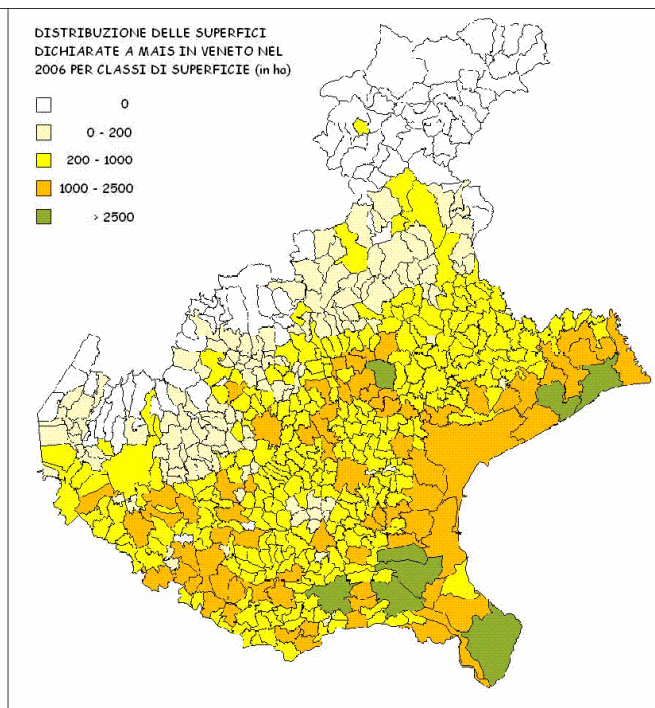 DISTRIBUZIONE DELLE SUPERFICI
DICHIARATE A MAIS IN VENETO NEL
2006 PER CLASSI DI SUPERFICIE (in ha)
0
0 - 200
200 - 1000
1000 - 2500
> 2500